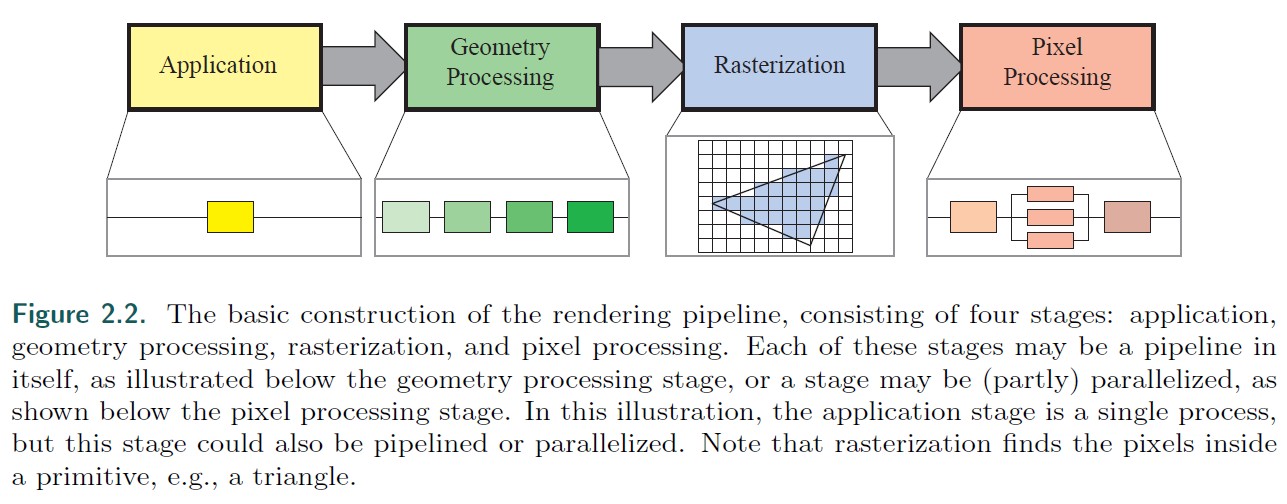 Application
Geometry
Processing
Rasterization
Pixel
Processing
Figure 2.2. The basic construction of the rendering pipeline, consisting of four stages: application,
geometry processing, rasterization, and pixel processing. Each of these stages may be a pipeline in
itself, as illustrated below the geometry processing stage, or a stage may be (partly) parallelized, as
shown below the pixel processing stage. In this illustration, the application stage is a single process,
but this stage could also be pipelined or parallelized. Note that rasterization finds the pixels inside
a primitive, e.g., a triangle.